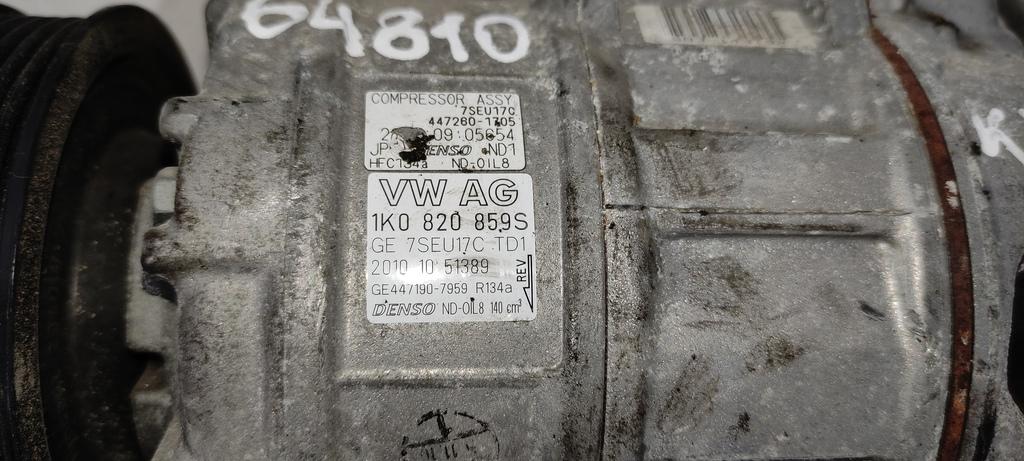 64810
COMPRESSOR ASSY
7SEU17C
447260-1705
09 05654
JP DENSO ND1
HFC134a ND-OIL8
VW AG
1K0 820 859S
GE 7SEU17C TD1
2010 10 51389
GE447190-7959 R134a
REV
DENSO ND-OIL8 140 cm³
K